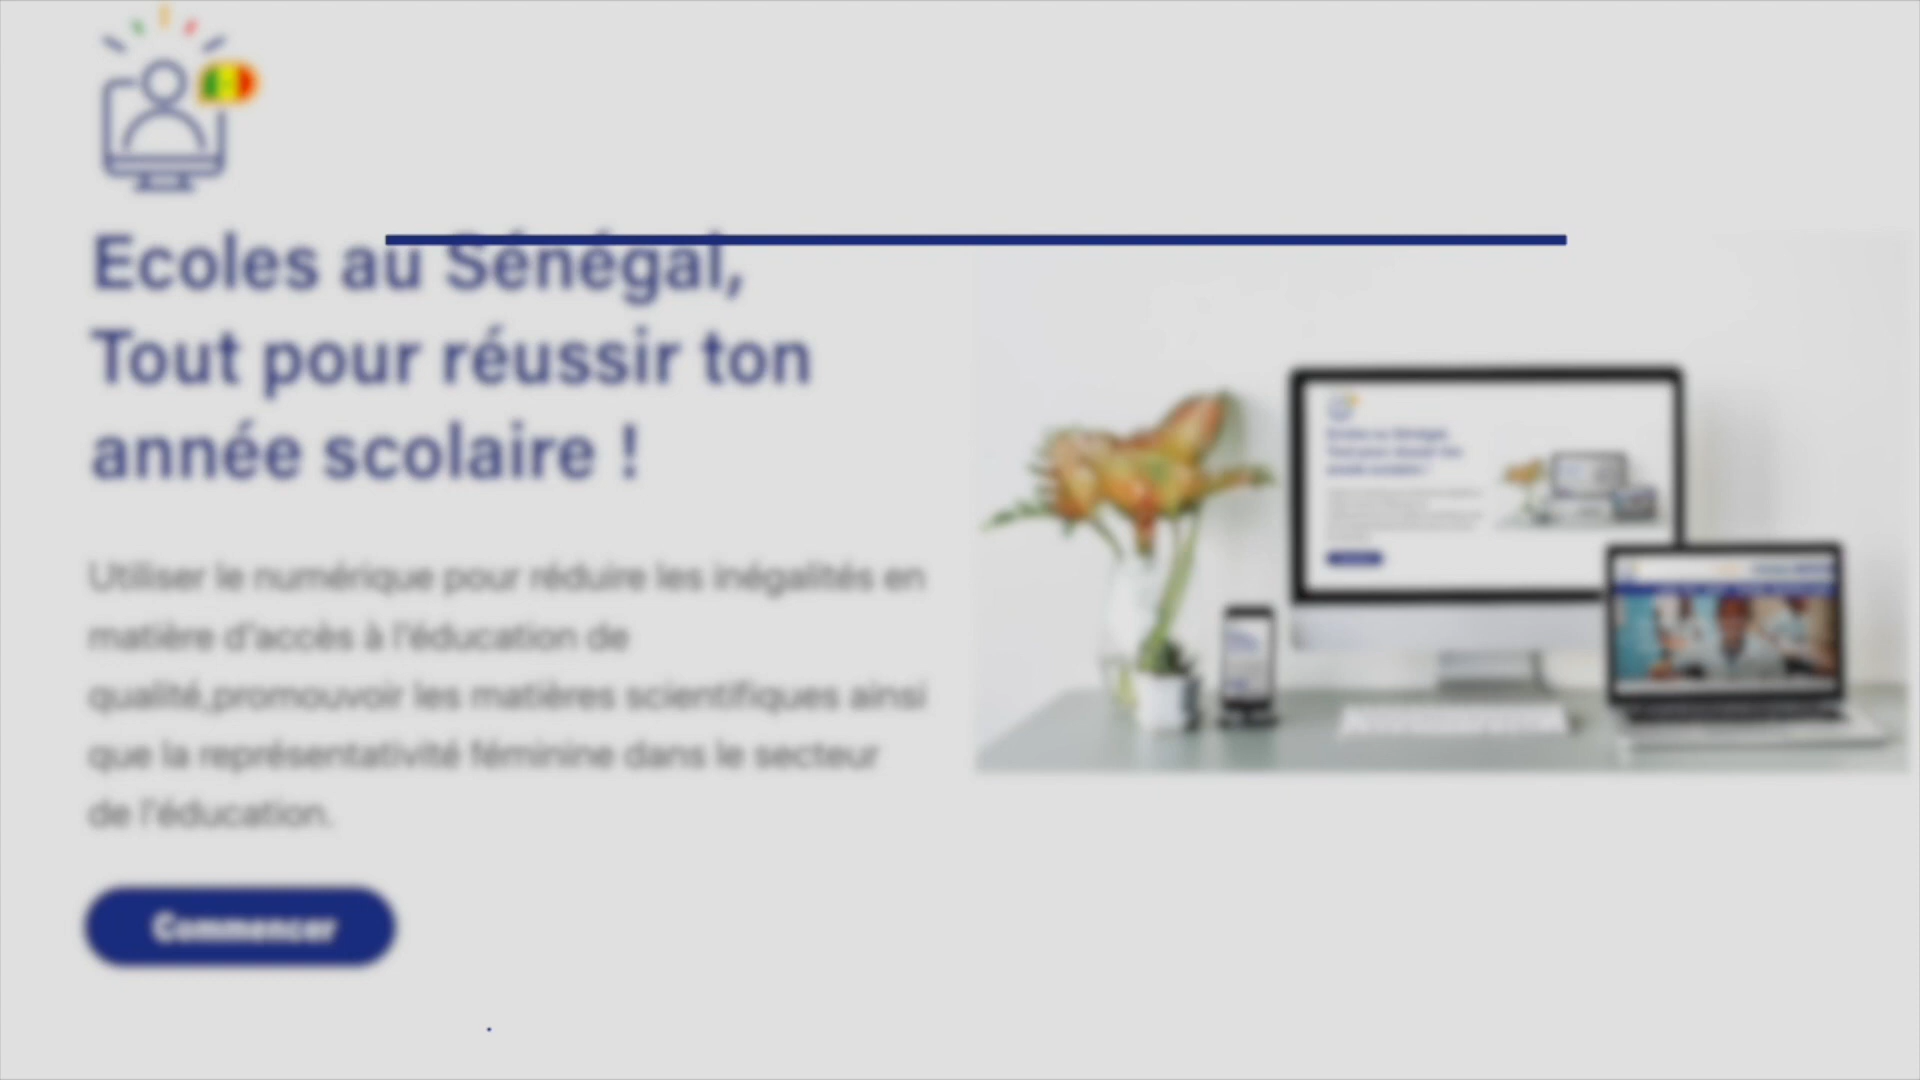 Ecoles au Sénégal,
Tout pour réussir ton
année scolaire !
Utiliser le numérique pour réduire les inégalités en
matière d'accès à l'éducation de
qualité,promouvoir les matières scientifiques ainsi
que la représentativité féminine dans le secteur
de l'éducation.
Commencer